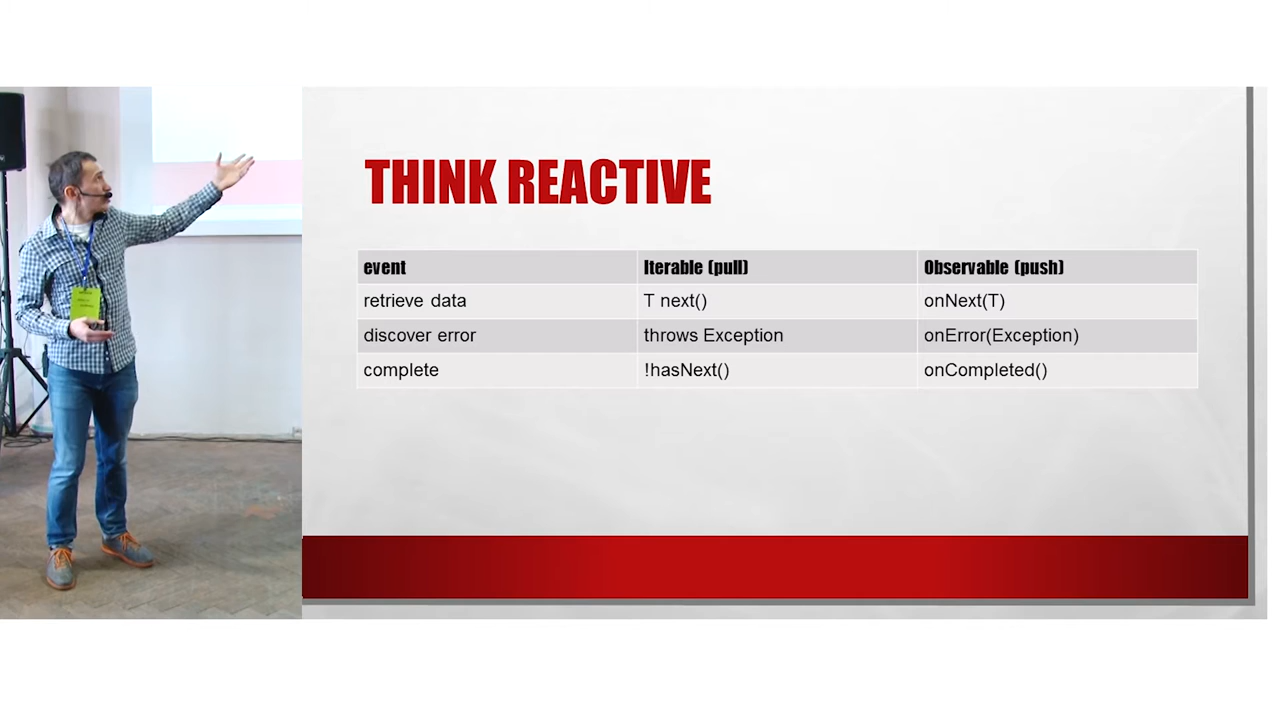 THINK REACTIVE
event Iterable (pull) Observable (push)
retrieve data T next() onNext(T)
discover error throws Exception onError(Exception)
complete !hasNext() onCompleted()